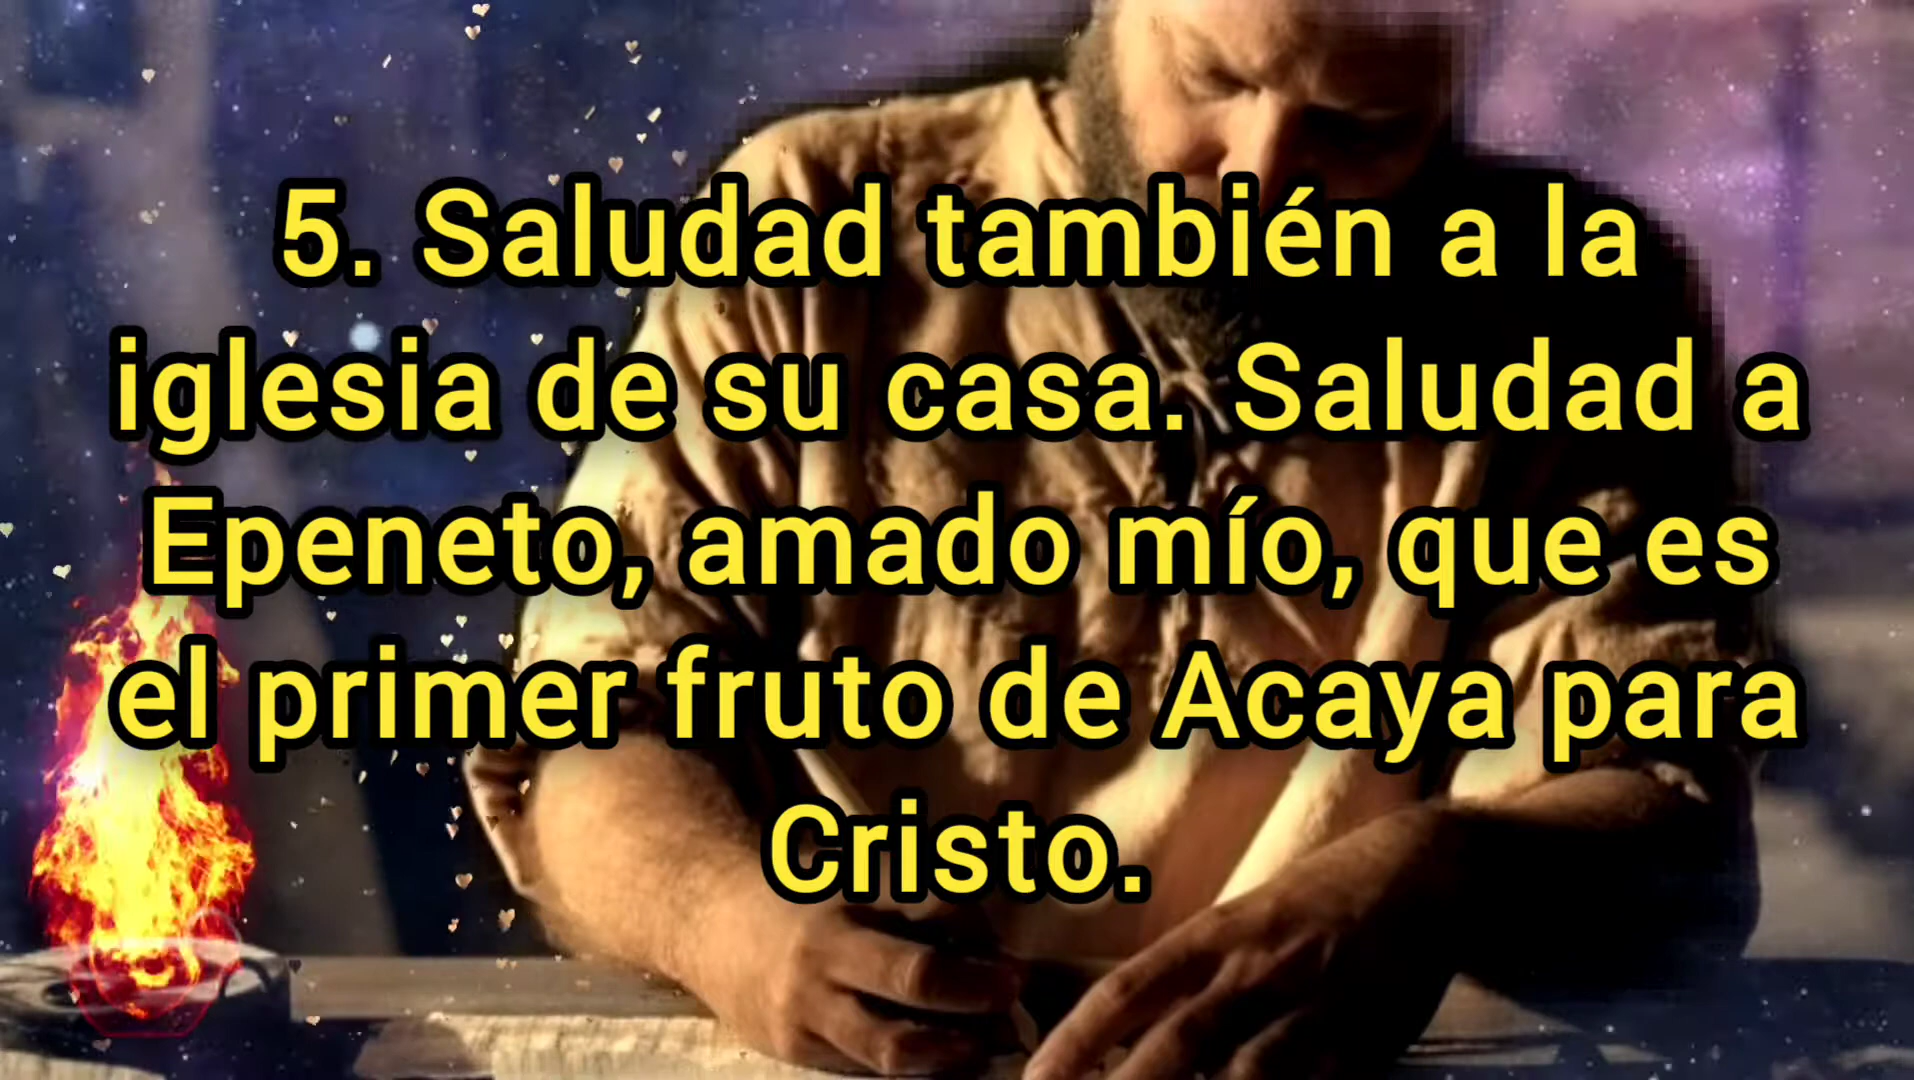 5. Saludad también a la
iglesia de su casa. Saludad a
Epeneto, amado mío, que es
el primer fruto de Acaya para
Cristo.